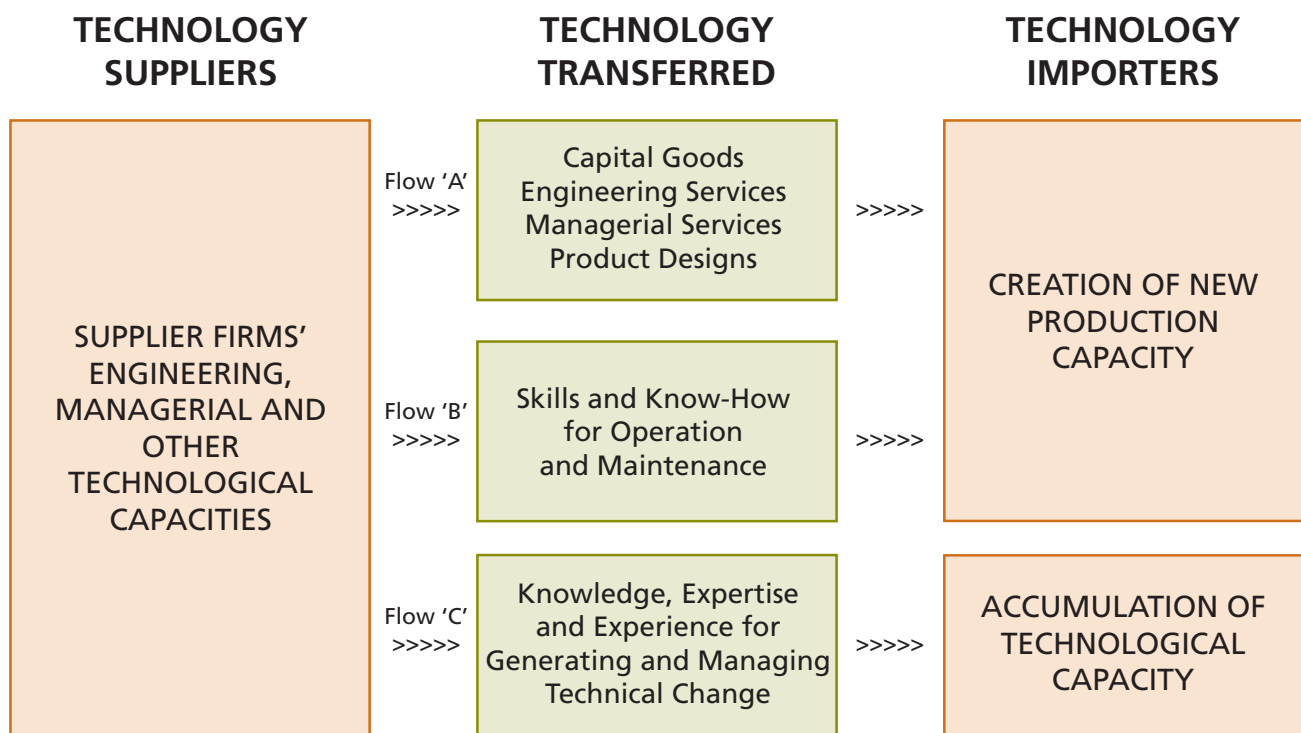 TECHNOLOGY
SUPPLIERS
TECHNOLOGY
TRANSFERRED
TECHNOLOGY
IMPORTERS
SUPPLIER FIRMS’
ENGINEERING,
MANAGERIAL AND
OTHER
TECHNOLOGICAL
CAPACITIES
Flow ‘A’
>>>>>
Capital Goods
Engineering Services
Managerial Services
Product Designs
>>>>>
Flow ‘B’
>>>>>
Skills and Know-How
for Operation
and Maintenance
>>>>>
CREATION OF NEW
PRODUCTION
CAPACITY
Flow ‘C’
>>>>>
Knowledge, Expertise
and Experience for
Generating and Managing
Technical Change
>>>>>
ACCUMULATION OF
TECHNOLOGICAL
CAPACITY